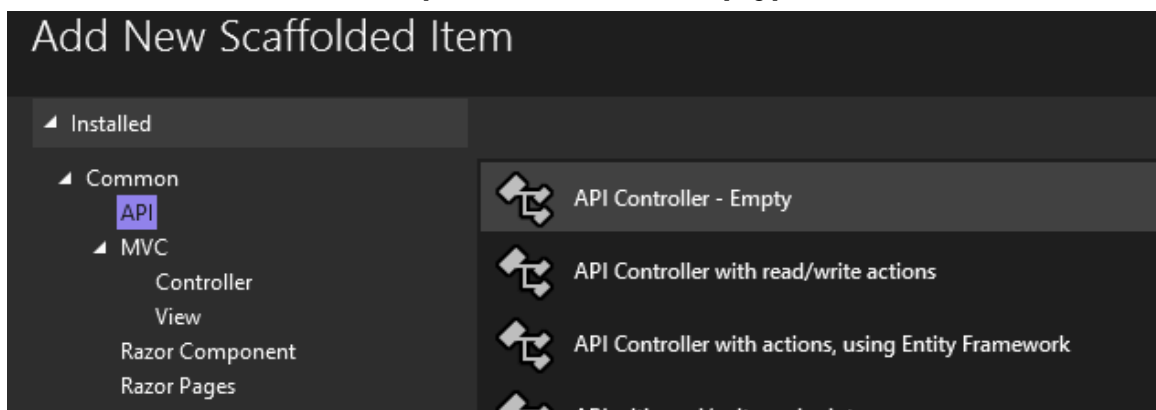 Add New Scaffolded Item
Installed
Common
API
MVC
Controller
View
Razor Component
Razor Pages
API Controller - Empty
API Controller with read/write actions
API Controller with actions, using Entity Framework